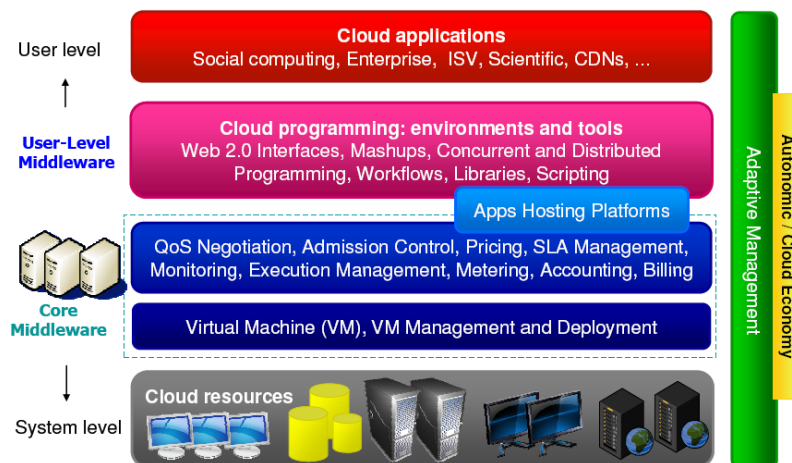 User level
Cloud applications
Social computing, Enterprise, ISV, Scientific, CDNs, ...
User-Level
Middleware
Cloud programming: environments and tools
Web 2.0 Interfaces, Mashups, Concurrent and Distributed
Programming, Workflows, Libraries, Scripting
Apps Hosting Platforms
QoS Negotiation, Admission Control, Pricing, SLA Management,
Monitoring, Execution Management, Metering, Accounting, Billing
Core
Middleware
Virtual Machine (VM), VM Management and Deployment
Cloud resources
System level
Adaptive Management
Autonomic / Cloud Economy